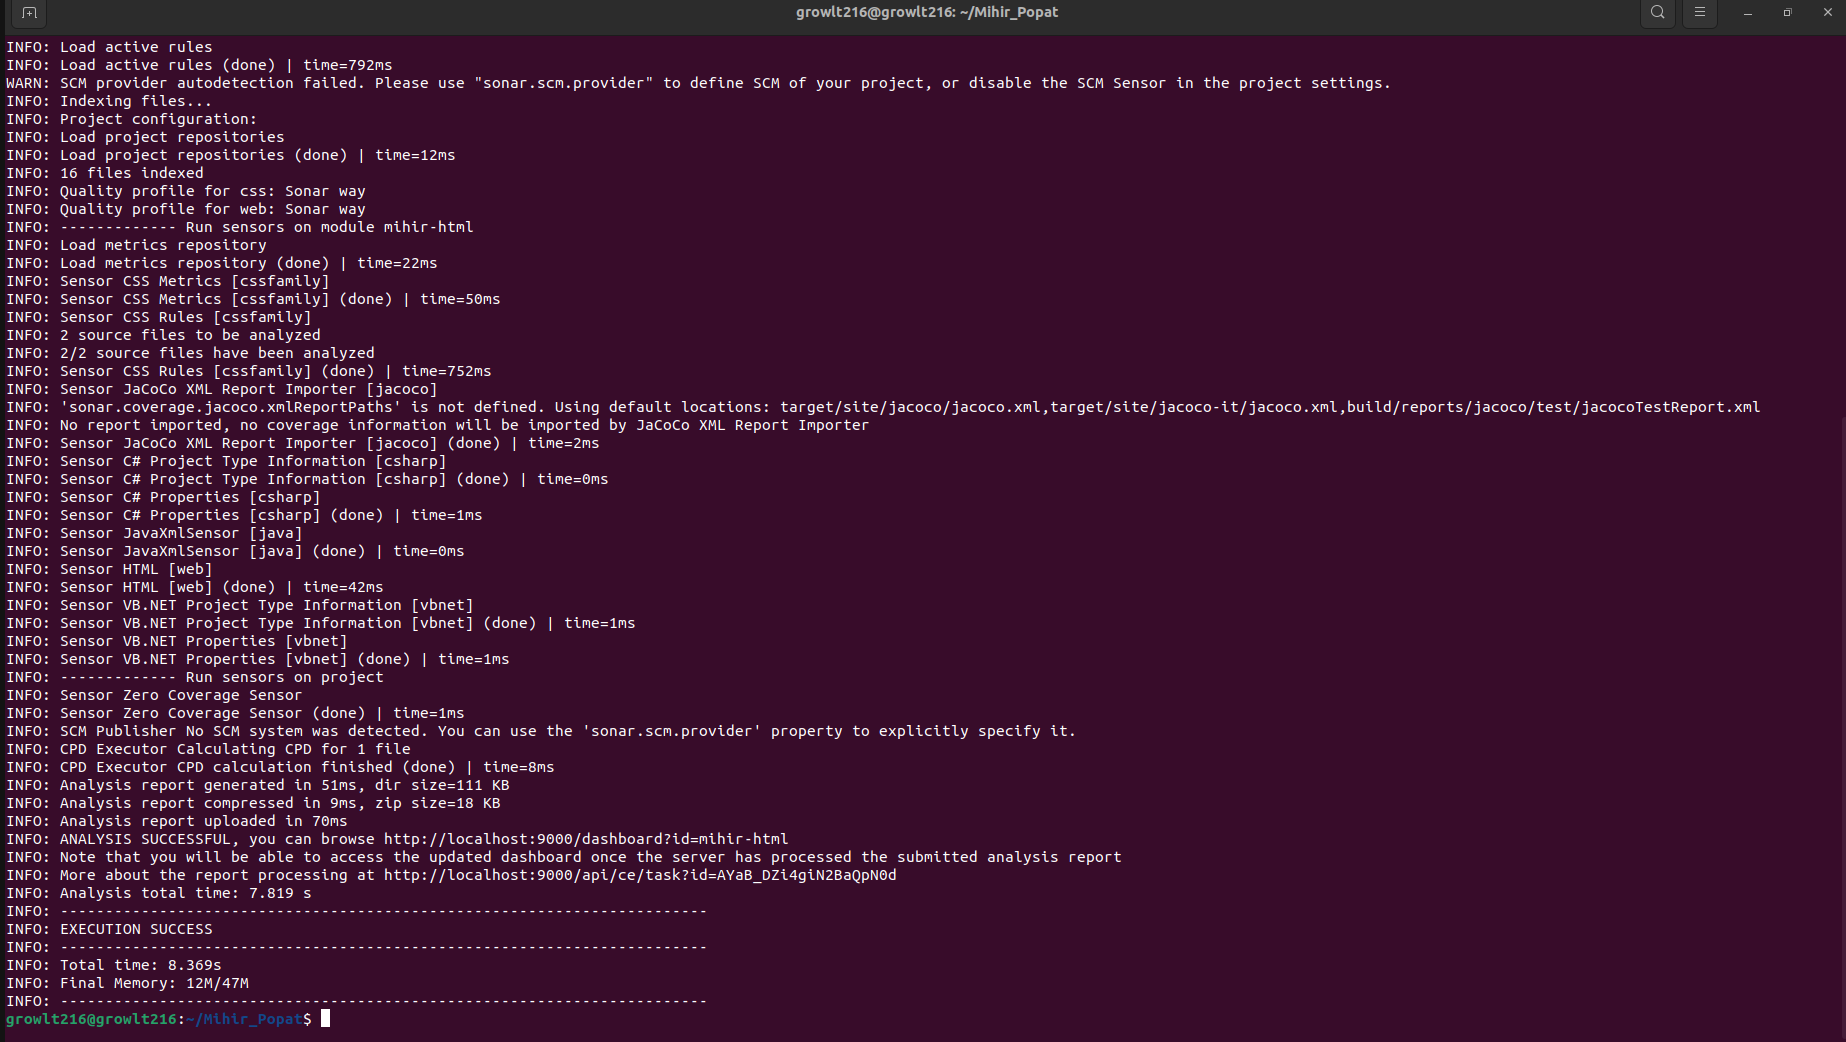 growlt216@growlt216: ~/Mihir_Popat
INFO: Load active rules
INFO: Load active rules (done) | time=792ms
WARN: SCM provider autodetection failed. Please use "sonar.scm.provider" to define SCM of your project, or disable the SCM Sensor in the project settings.
INFO: Indexing files...
INFO: Project configuration:
INFO: Load project repositories
INFO: Load project repositories (done) | time=12ms
INFO: 16 files indexed
INFO: Quality profile for css: Sonar way
INFO: Quality profile for web: Sonar way
INFO: ------------- Run sensors on module mihir-html
INFO: Load metrics repository
INFO: Load metrics repository (done) | time=22ms
INFO: Sensor CSS Metrics [cssfamily]
INFO: Sensor CSS Metrics [cssfamily] (done) | time=50ms
INFO: Sensor CSS Rules [cssfamily]
INFO: 2 source files to be analyzed
INFO: 2/2 source files have been analyzed
INFO: Sensor CSS Rules [cssfamily] (done) | time=752ms
INFO: Sensor JaCoCo XML Report Importer [jacoco]
INFO: 'sonar.coverage.jacoco.xmlReportPaths' is not defined. Using default locations: target/site/jacoco/jacoco.xml,target/site/jacoco-it/jacoco.xml,build/reports/jacoco/test/jacocoTestReport.xml
INFO: No report imported, no coverage information will be imported by JaCoCo XML Report Importer
INFO: Sensor JaCoCo XML Report Importer [jacoco] (done) | time=2ms
INFO: Sensor C# Project Type Information [csharp]
INFO: Sensor C# Project Type Information [csharp] (done) | time=0ms
INFO: Sensor C# Properties [csharp]
INFO: Sensor C# Properties [csharp] (done) | time=1ms
INFO: Sensor JavaXmlSensor [java]
INFO: Sensor JavaXmlSensor [java] (done) | time=0ms
INFO: Sensor HTML [web]
INFO: Sensor HTML [web] (done) | time=42ms
INFO: Sensor VB.NET Project Type Information [vbnet]
INFO: Sensor VB.NET Project Type Information [vbnet] (done) | time=1ms
INFO: Sensor VB.NET Properties [vbnet]
INFO: Sensor VB.NET Properties [vbnet] (done) | time=1ms
INFO: ------------- Run sensors on project
INFO: Sensor Zero Coverage Sensor
INFO: Sensor Zero Coverage Sensor (done) | time=1ms
INFO: SCM Publisher No SCM system was detected. You can use the 'sonar.scm.provider' property to explicitly specify it.
INFO: CPD Executor Calculating CPD for 1 file
INFO: CPD Executor CPD calculation finished (done) | time=8ms
INFO: Analysis report generated in 51ms, dir size=111 KB
INFO: Analysis report compressed in 9ms, zip size=18 KB
INFO: Analysis report uploaded in 70ms
INFO: ANALYSIS SUCCESSFUL, you can browse http://localhost:9000/dashboard?id=mihir-html
INFO: Note that you will be able to access the updated dashboard once the server has processed the submitted analysis report
INFO: More about the report processing at http://localhost:9000/api/ce/task?id=AYaB_DZi4giN2BaQpN0d
INFO: Analysis total time: 7.819 s
INFO: ------------------------------------------------------------------------
INFO: EXECUTION SUCCESS
INFO: ------------------------------------------------------------------------
INFO: Total time: 8.369s
INFO: Final Memory: 12M/47M
INFO: ------------------------------------------------------------------------
growlt216@growlt216:~/Mihir_Popat$